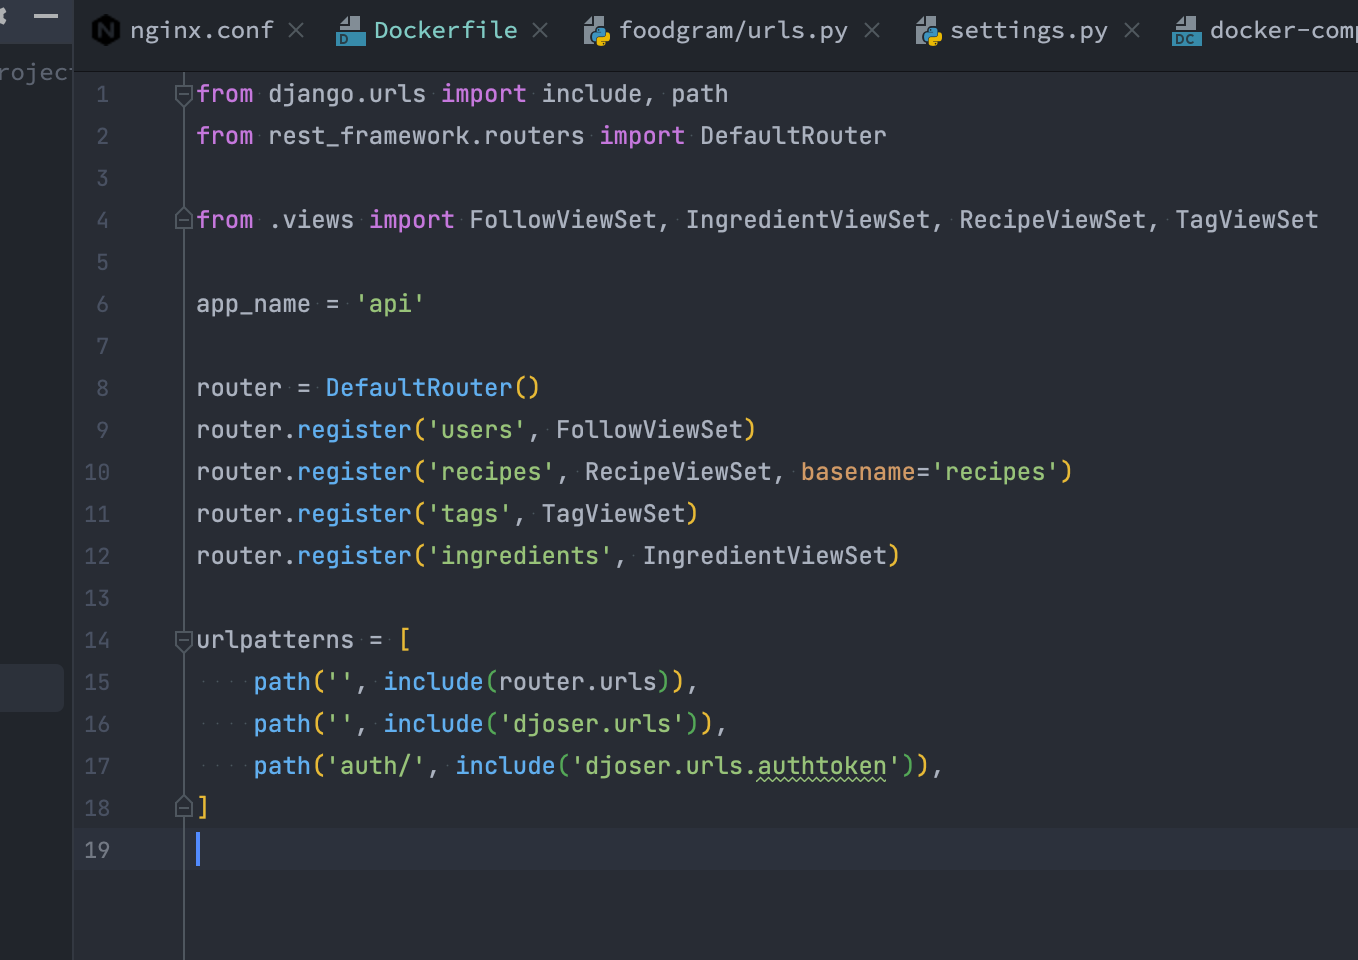 nginx.conf Dockerfile foodgram/urls.py settings.py docker-com
roject
1 from django.urls import include, path
2 from rest_framework.routers import DefaultRouter
3
4 from .views import FollowViewSet, IngredientViewSet, RecipeViewSet, TagViewSet
5
6 app_name = 'api'
7
8 router = DefaultRouter()
9 router.register('users', FollowViewSet)
10 router.register('recipes', RecipeViewSet, basename='recipes')
11 router.register('tags', TagViewSet)
12 router.register('ingredients', IngredientViewSet)
13
14 urlpatterns = [
15     path('', include(router.urls)),
16     path('', include('djoser.urls')),
17     path('auth/', include('djoser.urls.authtoken')),
18 ]
19